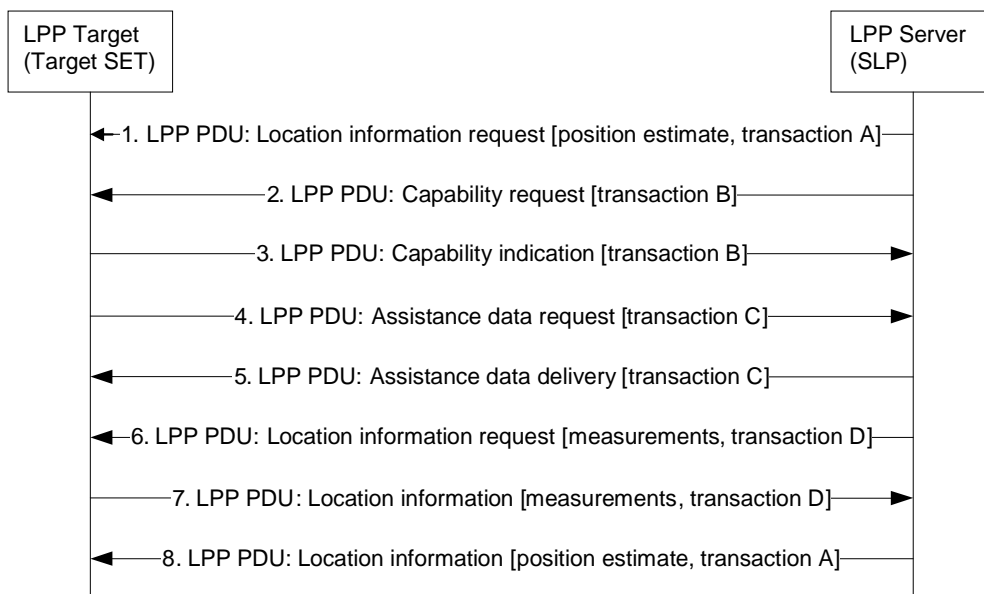 LPP Target
(Target SET)
LPP Server
(SLP)
1. LPP PDU: Location information request [position estimate, transaction A]
2. LPP PDU: Capability request [transaction B]
3. LPP PDU: Capability indication [transaction B]
4. LPP PDU: Assistance data request [transaction C]
5. LPP PDU: Assistance data delivery [transaction C]
6. LPP PDU: Location information request [measurements, transaction D]
7. LPP PDU: Location information [measurements, transaction D]
8. LPP PDU: Location information [position estimate, transaction A]